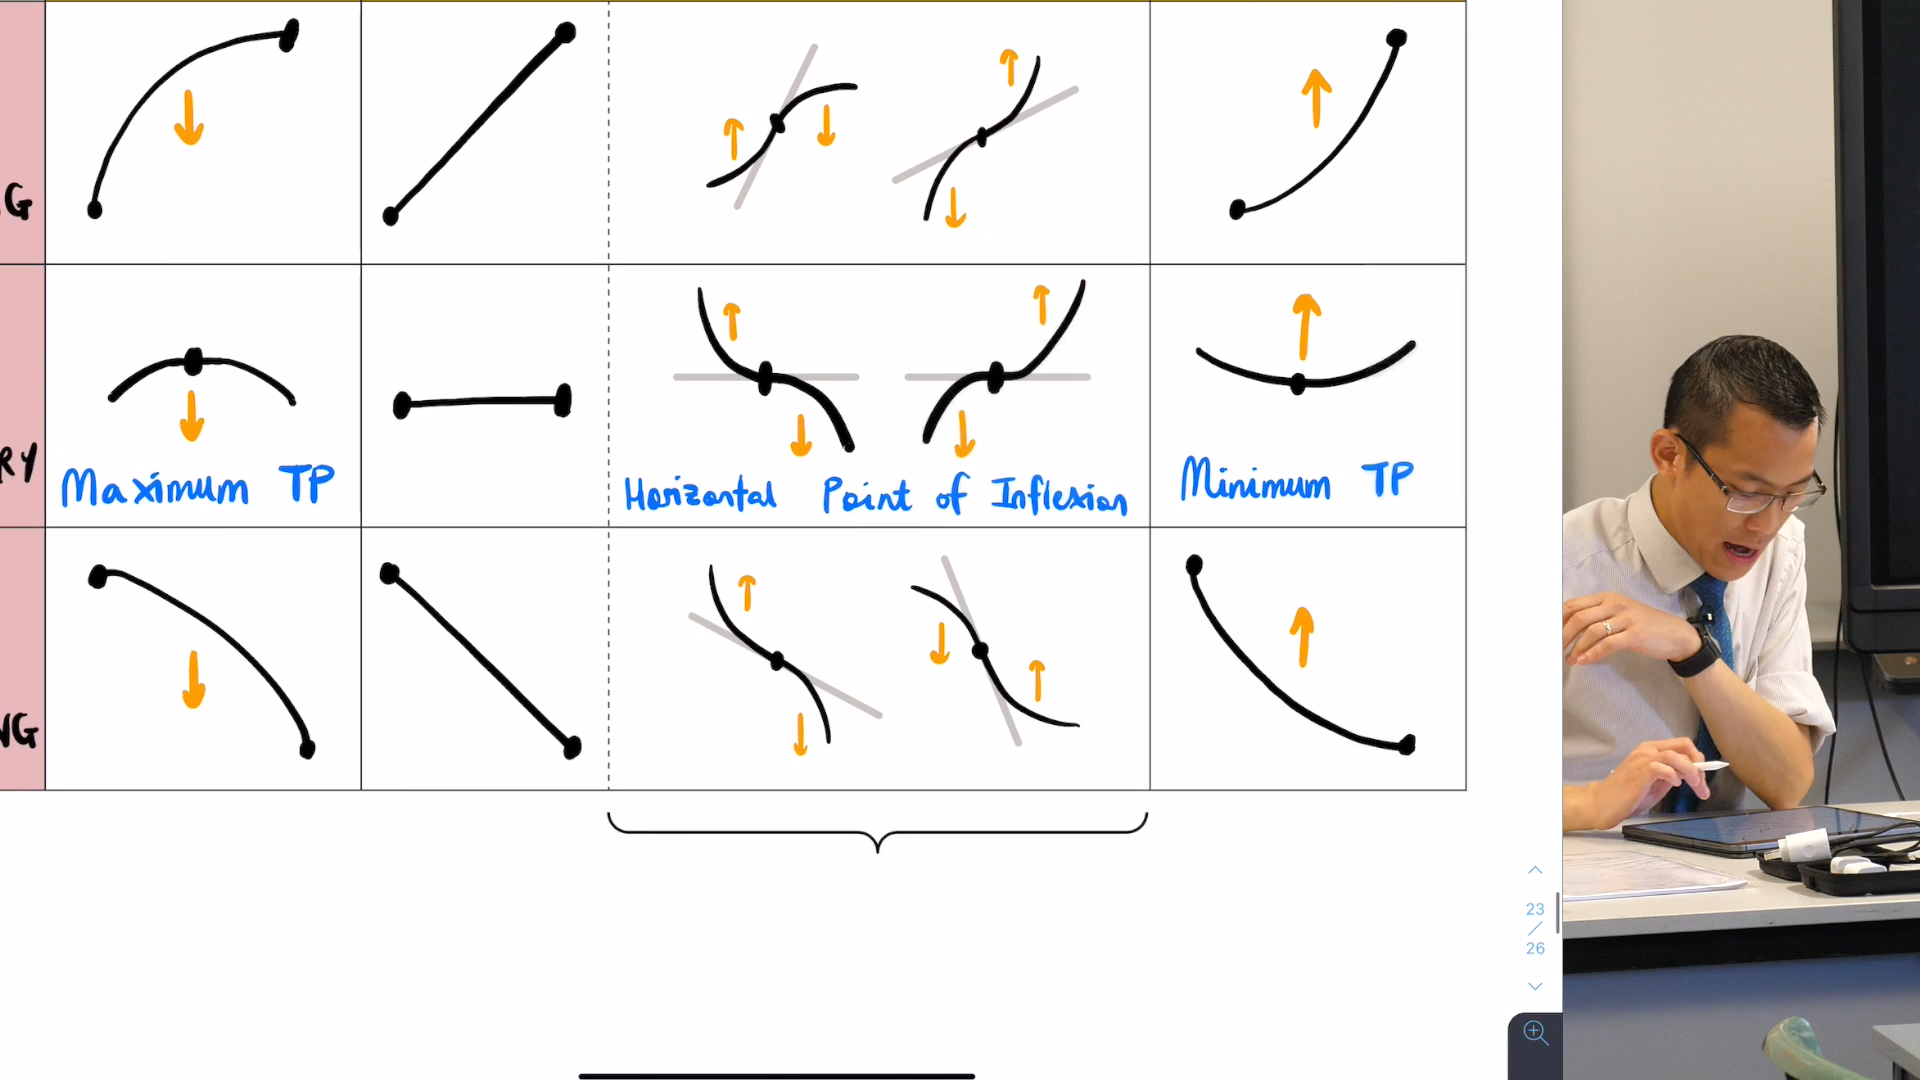 G
RY
Maximum TP
Horizontal Point of Inflexion
Minimum TP
NG
23
/
26